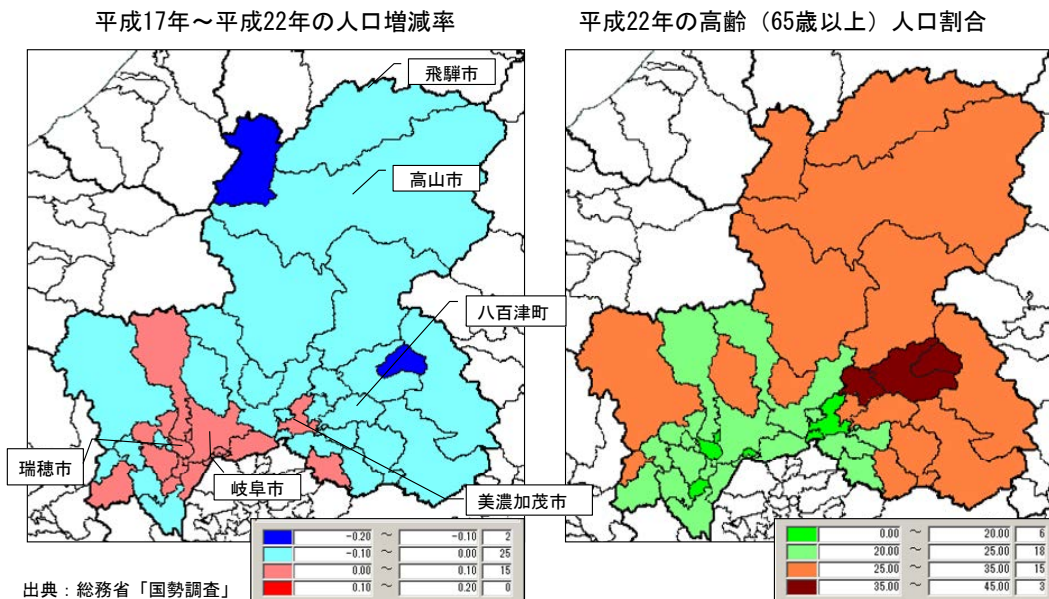 平成17年～平成22年の人口増減率
平成22年の高齢（65歳以上）人口割合
飛騨市
高山市
八百津町
瑞穂市
岐阜市
美濃加茂市
-0.20 ～ -0.10 2
-0.10 ～ 0.00 25
0.00 ～ 0.10 15
0.10 ～ 0.20 0
0.00 ～ 20.00 6
20.00 ～ 25.00 18
25.00 ～ 35.00 15
35.00 ～ 45.00 3
出典：総務省「国勢調査」